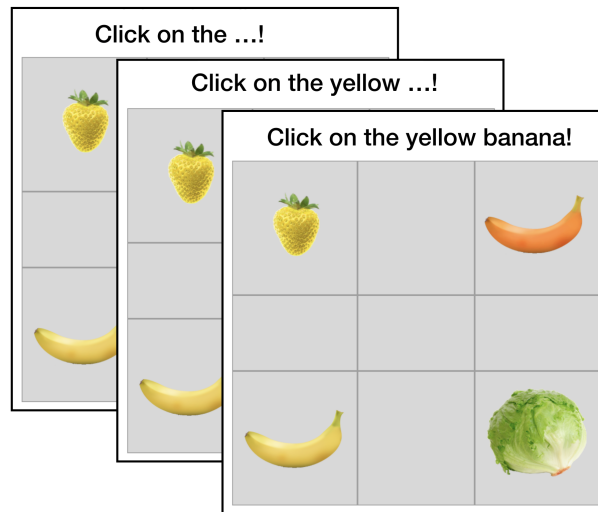 Click on the ...!
Click on the yellow ...!
Click on the yellow banana!